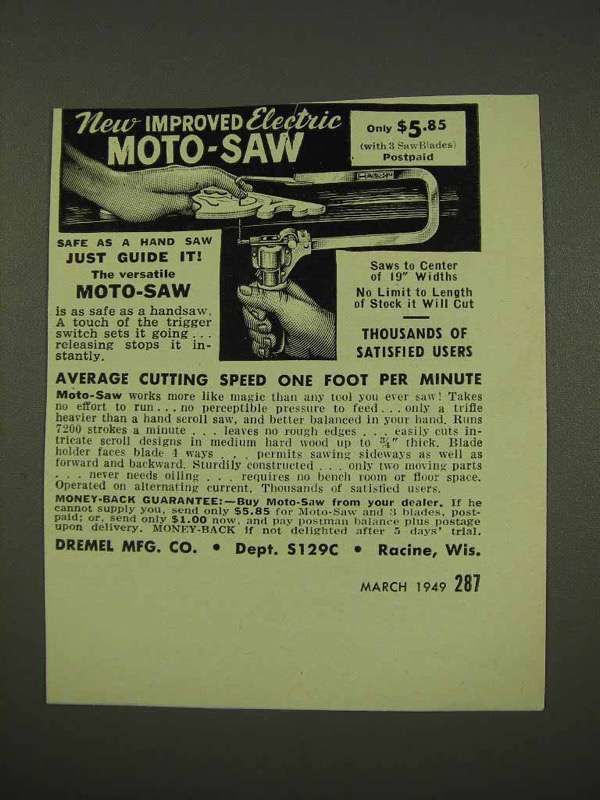 New IMPROVED Electric
MOTO-SAW
Only $5.85
(with 3 Saw Blades)
Postpaid
SAFE AS A HAND SAW
JUST GUIDE IT!
The versatile
MOTO-SAW
is as safe as a handsaw.
A touch of the trigger
switch sets it going...
releasing stops it in-
stantly.
Saws to Center
of 19" Widths
No Limit to Length
of Stock it Will Cut
THOUSANDS OF
SATISFIED USERS
AVERAGE CUTTING SPEED ONE FOOT PER MINUTE
Moto-Saw works more like magic than any tool you ever saw! Takes
no effort to run...no perceptible pressure to feed...only a trifle
heavier than a hand scroll saw, and better balanced in your hand. Runs
7200 strokes a minute . . . leaves no rough edges . . . easily cuts in-
tricate scroll designs in medium hard wood up to ¾" thick. Blade
holder faces blade 4 ways . . . permits sawing sideways as well as
forward and backward. Sturdily constructed . . . only two moving parts
. . . never needs oiling . . . requires no bench room or floor space.
Operated on alternating current. Thousands of satisfied users.
MONEY-BACK GUARANTEE:—Buy Moto-Saw from your dealer. If he
cannot supply you, send only $5.85 for Moto-Saw and 3 blades, post-
paid; or, send only $1.00 now, and pay postman balance plus postage
upon delivery. MONEY-BACK if not delighted after 5 days' trial.
DREMEL MFG. CO. • Dept. S129C • Racine, Wis.
MARCH 1949 287